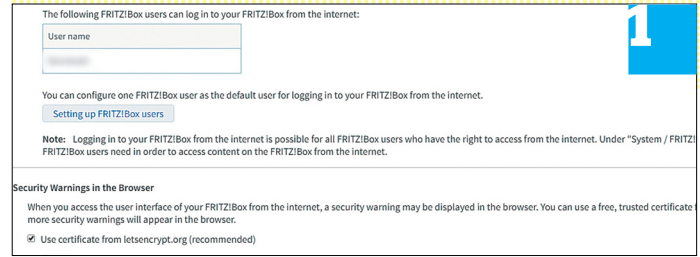 The following FRITZ!Box users can log in to your FRITZ!Box from the internet:
1
User name
You can configure one FRITZ!Box user as the default user for logging in to your FRITZ!Box from the internet.
Setting up FRITZ!Box users
Note: Logging in to your FRITZ!Box from the internet is possible for all FRITZ!Box users who have the right to access from the internet. Under "System / FRITZ!
FRITZ!Box users need in order to access content on the FRITZ!Box from the internet.
Security Warnings in the Browser
When you access the user interface of your FRITZ!Box from the internet, a security warning may be displayed in the browser. You can use a free, trusted certificate
more security warnings will appear in the browser.
Use certificate from letsencrypt.org (recommended)